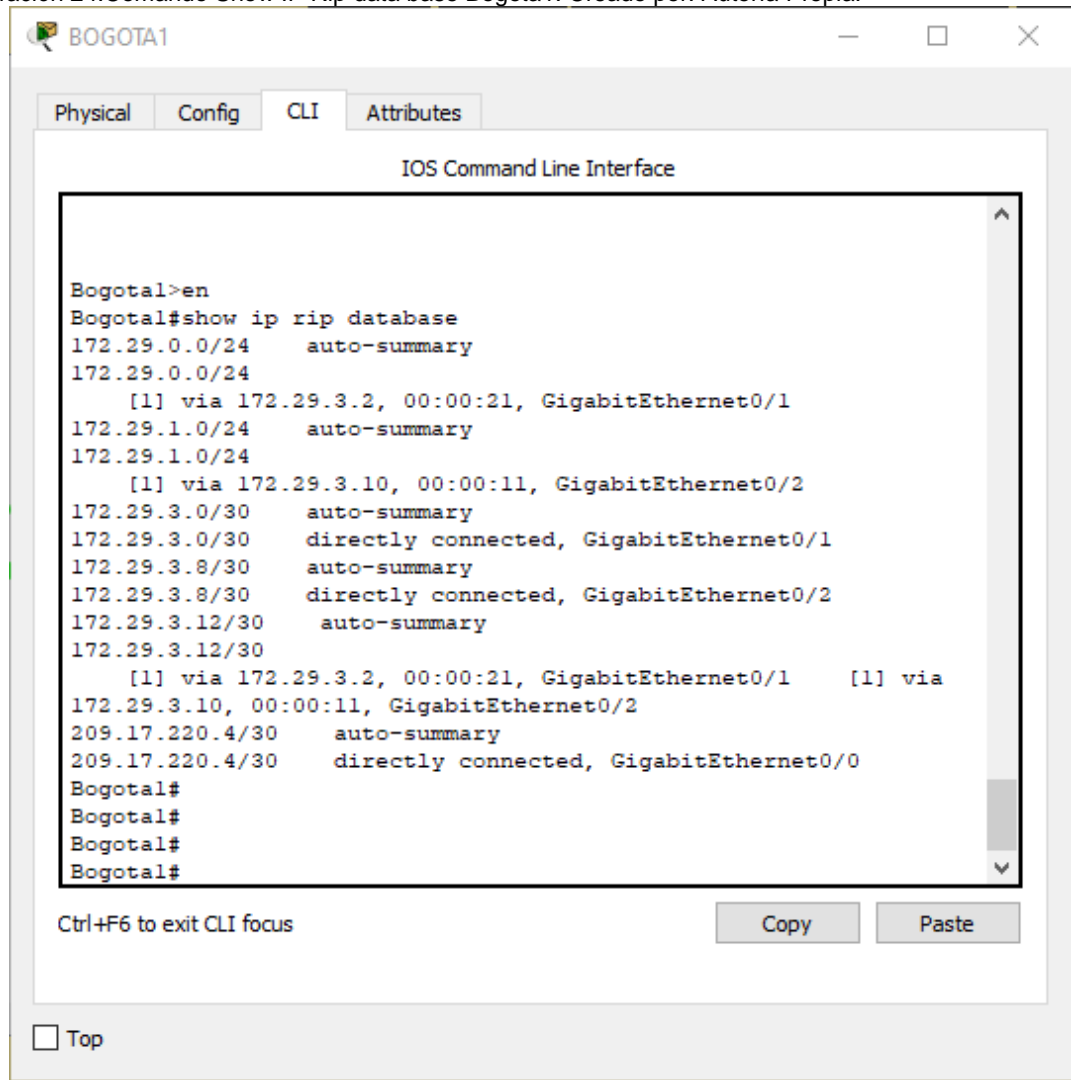 BOGOTA1
Physical Config CLI Attributes
IOS Command Line Interface
Bogota1>en
Bogota1#show ip rip database
172.29.0.0/24 auto-summary
172.29.0.0/24
[1] via 172.29.3.2, 00:00:21, GigabitEthernet0/1
172.29.1.0/24 auto-summary
172.29.1.0/24
[1] via 172.29.3.10, 00:00:11, GigabitEthernet0/2
172.29.3.0/30 auto-summary
172.29.3.0/30 directly connected, GigabitEthernet0/1
172.29.3.8/30 auto-summary
172.29.3.8/30 directly connected, GigabitEthernet0/2
172.29.3.12/30 auto-summary
172.29.3.12/30
[1] via 172.29.3.2, 00:00:21, GigabitEthernet0/1 [1] via
172.29.3.10, 00:00:11, GigabitEthernet0/2
209.17.220.4/30 auto-summary
209.17.220.4/30 directly connected, GigabitEthernet0/0
Bogota1#
Bogota1#
Bogota1#
Bogota1#
Ctrl+F6 to exit CLI focus
Copy Paste
Top